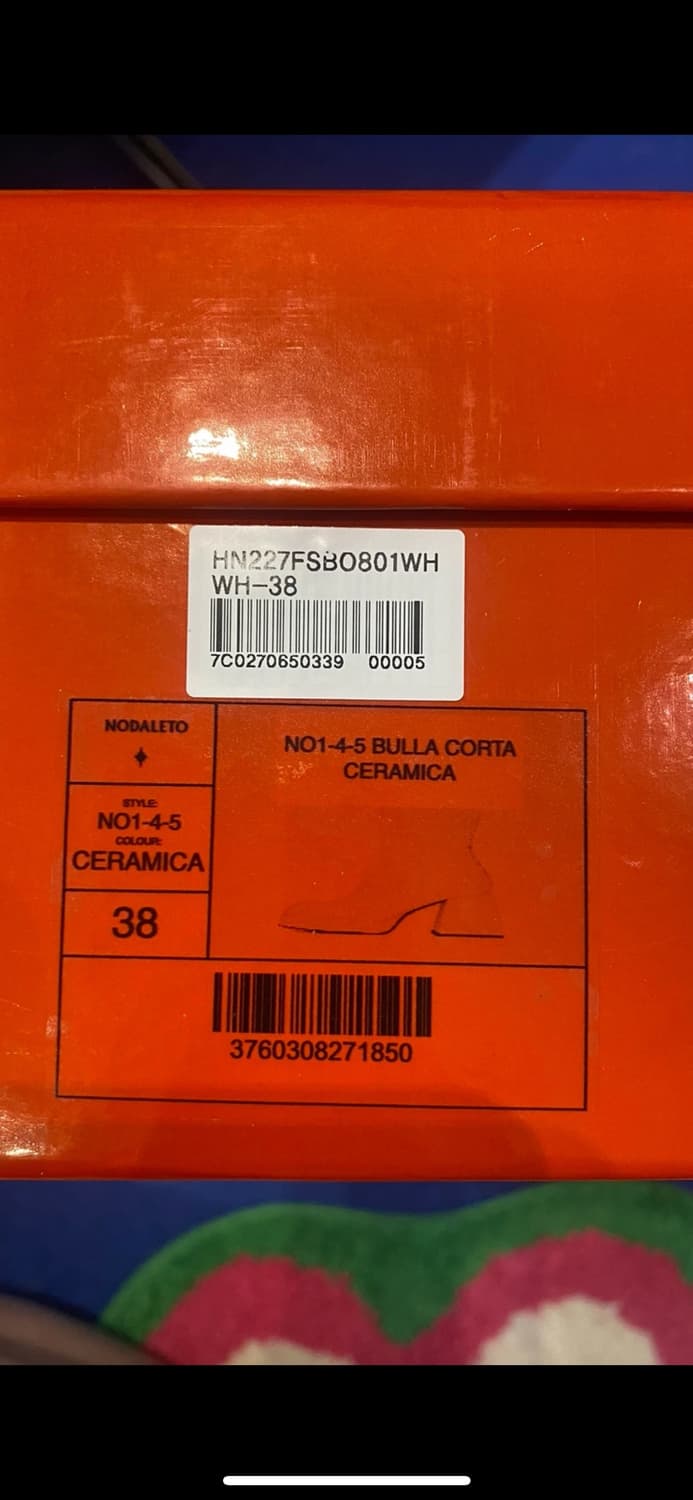 HN227FSBO801WH
WH-38
7C0270650339 00005
NODALETO
STYLE:
NO1-4-5
COLOUR:
CERAMICA
38
NO1-4-5 BULLA CORTA
CERAMICA
3760308271850